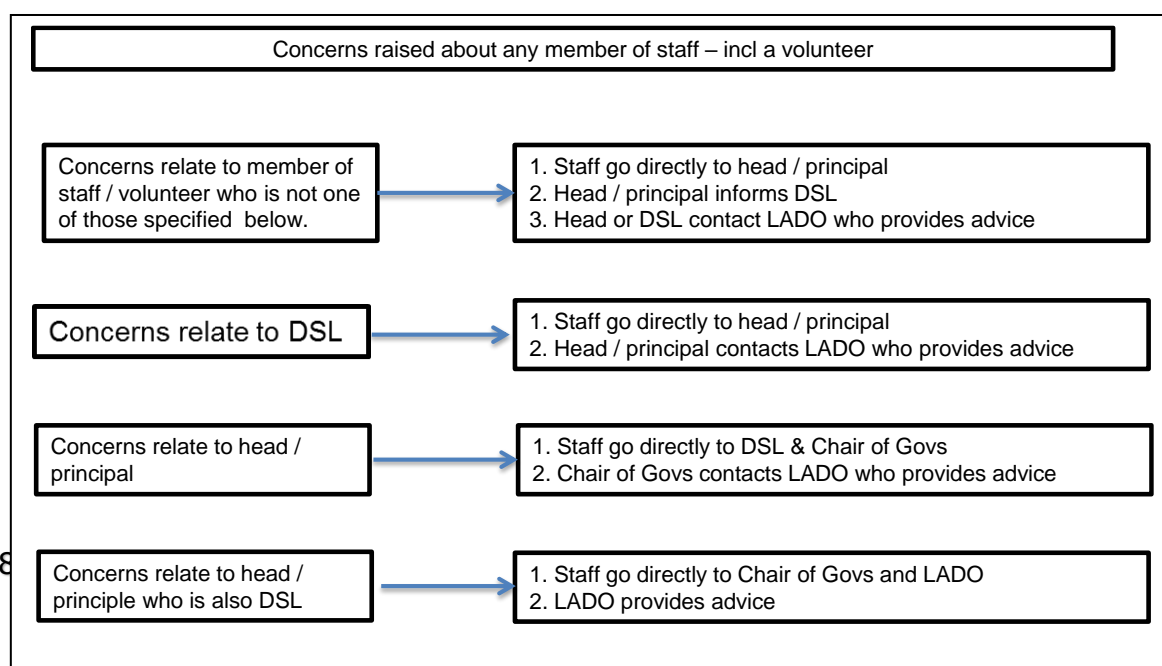 Concerns raised about any member of staff – incl a volunteer
Concerns relate to member of
staff / volunteer who is not one
of those specified below.
1. Staff go directly to head / principal
2. Head / principal informs DSL
3. Head or DSL contact LADO who provides advice
Concerns relate to DSL
1. Staff go directly to head / principal
2. Head / principal contacts LADO who provides advice
Concerns relate to head /
principal
1. Staff go directly to DSL & Chair of Govs
2. Chair of Govs contacts LADO who provides advice
8
Concerns relate to head /
principle who is also DSL
1. Staff go directly to Chair of Govs and LADO
2. LADO provides advice